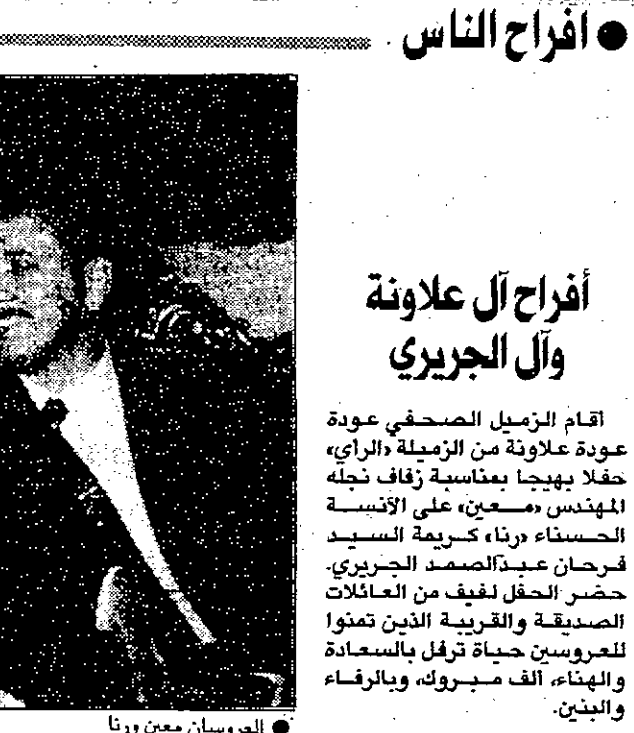 ● افراح الناس
أفراح آل علاونة
وآل الجريري
أقام الزميل الصحفي عودة
عودة علاونة من الزميلة «الرأي»
حفلا بهيجا بمناسبة زفاف نجله
المهندس «معين» على الآنسة
الحسناء «رنا» كريمة السيد
فرحان عبدالصمد الجريري.
حضر الحفل لفيف من العائلات
الصديقة والقريبة الذين تمنوا
للعروسين حياة ترفل بالسعادة
والهناء، ألف مبروك، وبالرفاء
والبنين.
● العروسان معين ورنا